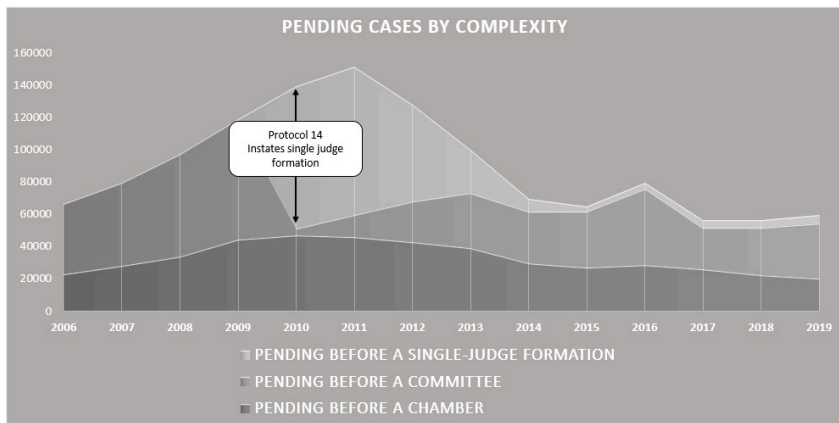 PENDING CASES BY COMPLEXITY
160000
140000
120000
100000
80000
60000
40000
20000
0
Protocol 14
Instates single judge
formation
2006 2007 2008 2009 2010 2011 2012 2013 2014 2015 2016 2017 2018 2019
PENDING BEFORE A SINGLE-JUDGE FORMATION
PENDING BEFORE A COMMITTEE
PENDING BEFORE A CHAMBER